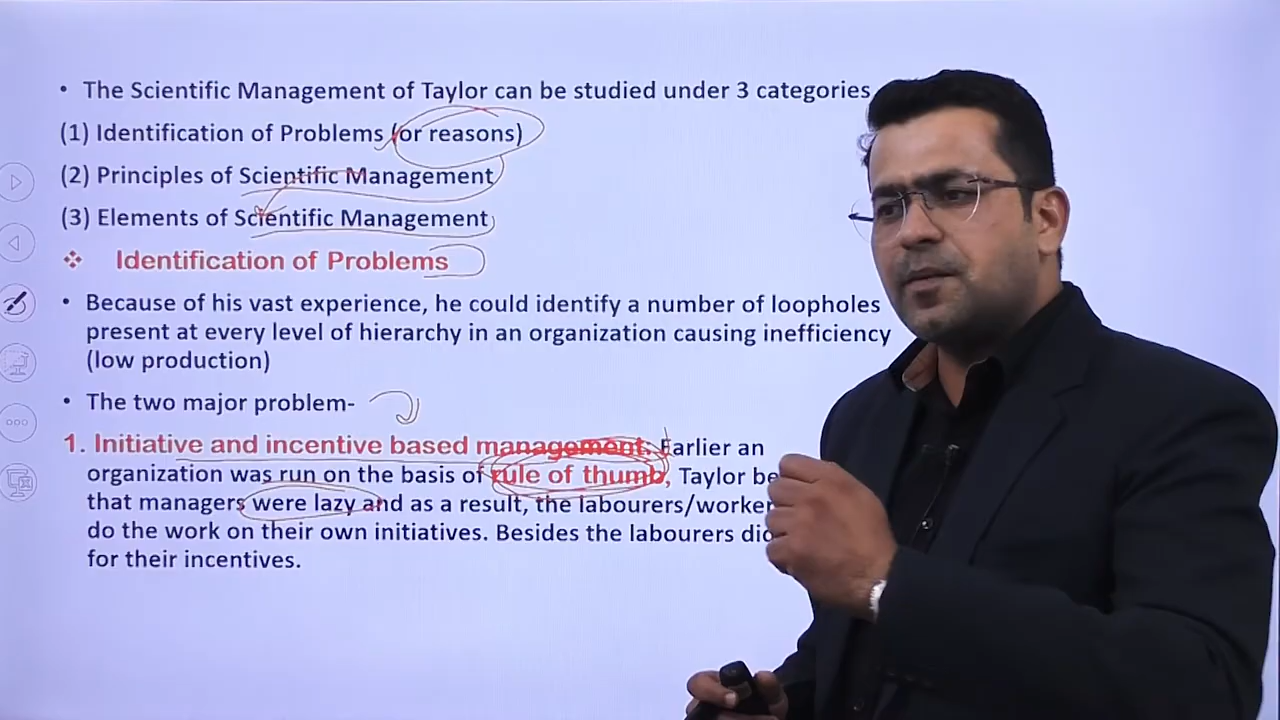 • The Scientific Management of Taylor can be studied under 3 categories
(1) Identification of Problems (or reasons)
(2) Principles of Scientific Management
(3) Elements of Scientific Management
❖ Identification of Problems
• Because of his vast experience, he could identify a number of loopholes
present at every level of hierarchy in an organization causing inefficiency
(low production)
• The two major problem-
1. Initiative and incentive based management. Earlier an
organization was run on the basis of rule of thumb, Taylor
that managers were lazy and as a result, the
do the work on their own initiatives. Besides the labourers
for their incentives.